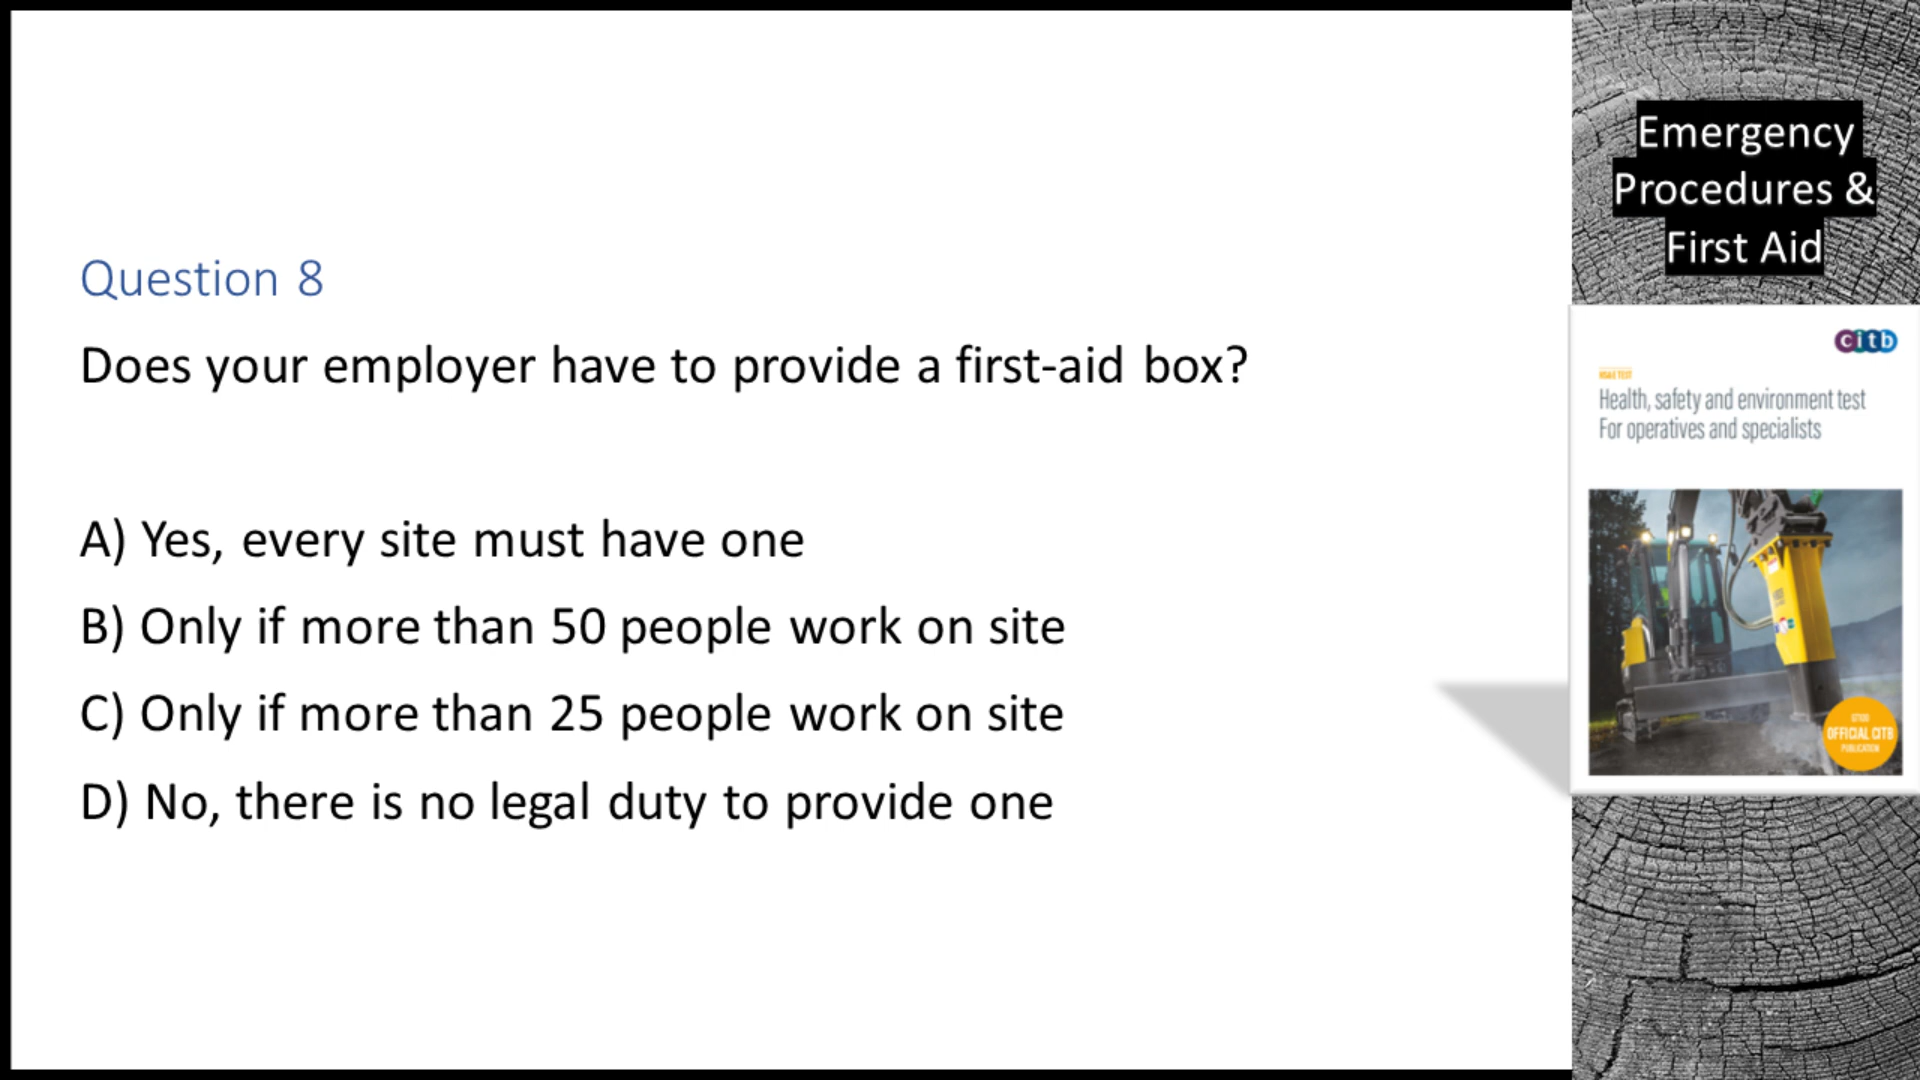 Question 8
Does your employer have to provide a first-aid box?
A) Yes, every site must have one
B) Only if more than 50 people work on site
C) Only if more than 25 people work on site
D) No, there is no legal duty to provide one
Emergency
Procedures &
First Aid
citb
HS&E TEST
Health, safety and environment test
For operatives and specialists
OFFICIAL CITB
PUBLICATION